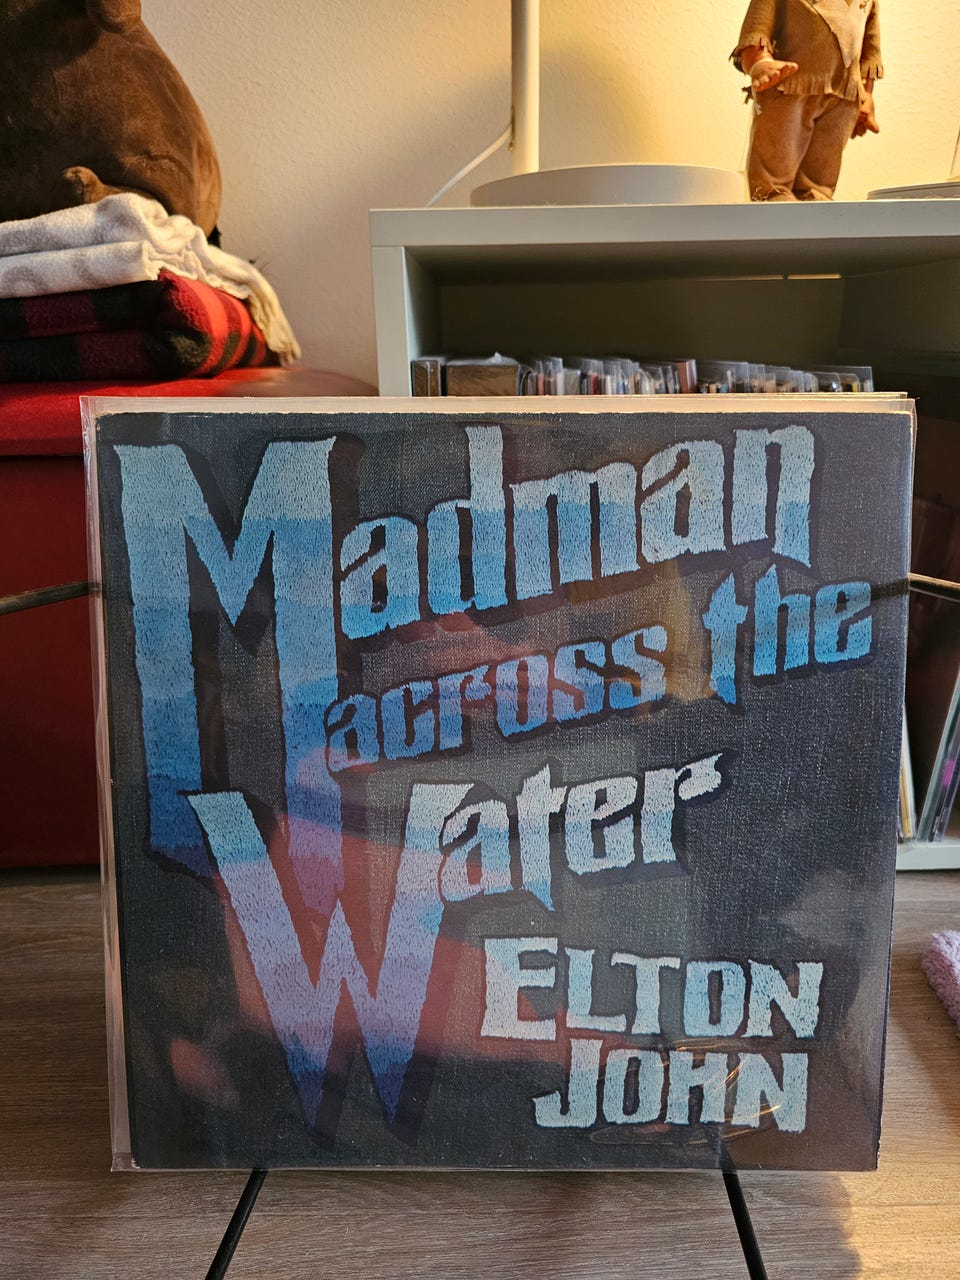 Madman
across the
Water
ELTON
JOHN